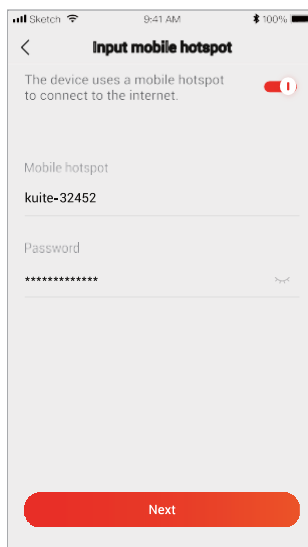 Sketch 9:41 AM 100%
Input mobile hotspot
The device uses a mobile hotspot
to connect to the internet.
Mobile hotspot
kuite-32452
Password
*************
Next